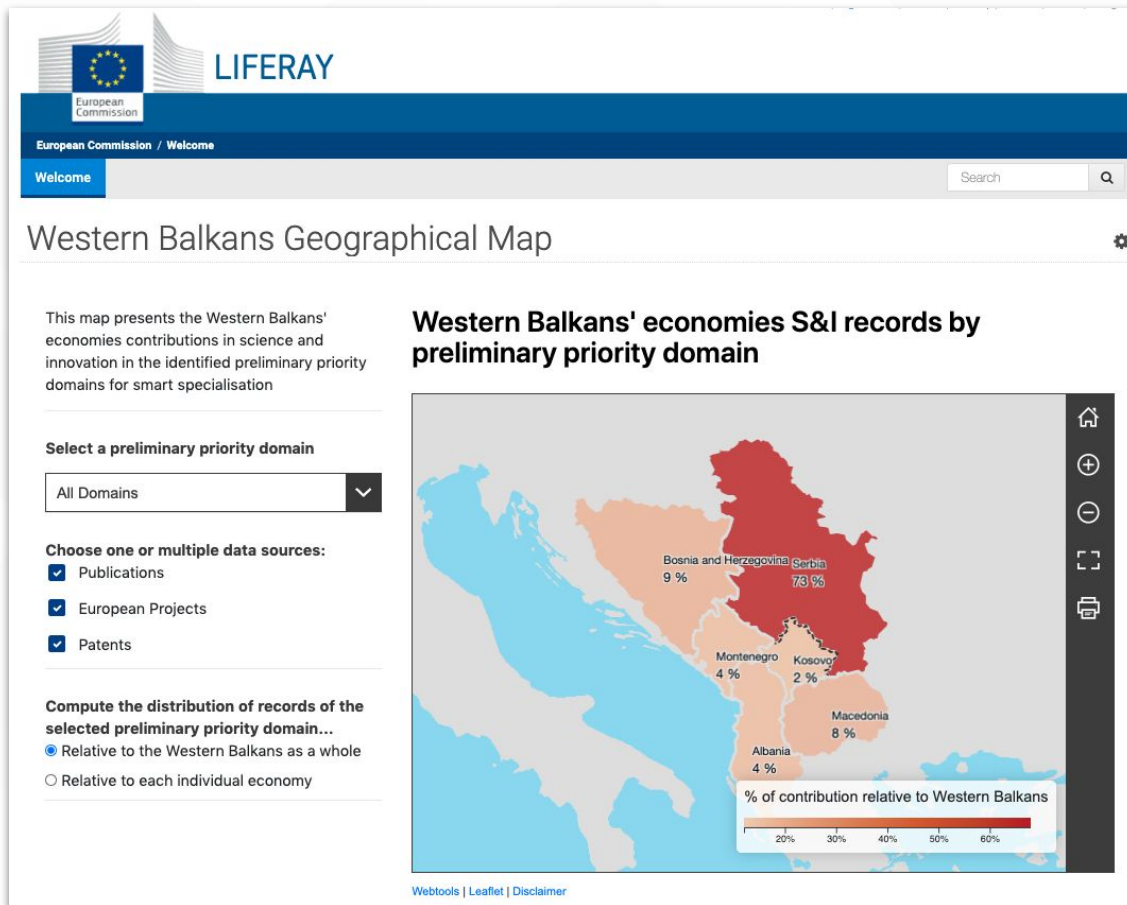 LIFERAY
European
Commission
European Commission / Welcome
Welcome
Search
Western Balkans Geographical Map
This map presents the Western Balkans'
economies contributions in science and
innovation in the identified preliminary priority
domains for smart specialisation
Select a preliminary priority domain
All Domains
Choose one or multiple data sources:
Publications
European Projects
Patents
Compute the distribution of records of the
selected preliminary priority domain...
Relative to the Western Balkans as a whole
Relative to each individual economy
Western Balkans' economies S&I records by
preliminary priority domain
Bosnia and Herzegovina
9 %
Serbia
73 %
Montenegro
4 %
Kosovo
2 %
Macedonia
8 %
Albania
4 %
% of contribution relative to Western Balkans
20% 30% 40% 50% 60%
Webtools | Leaflet | Disclaimer